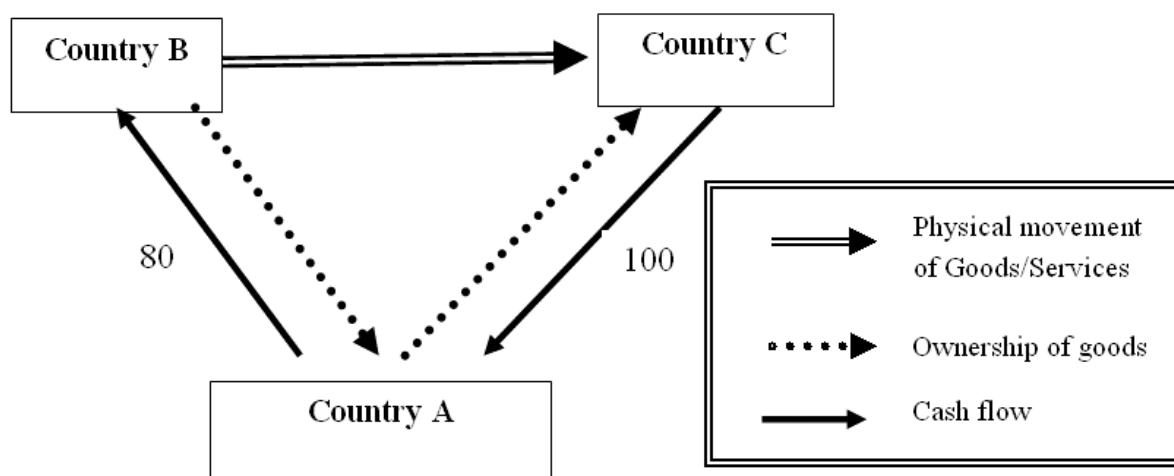 Country B
Country C
80
100
Country A
Physical movement
of Goods/Services
Ownership of goods
Cash flow